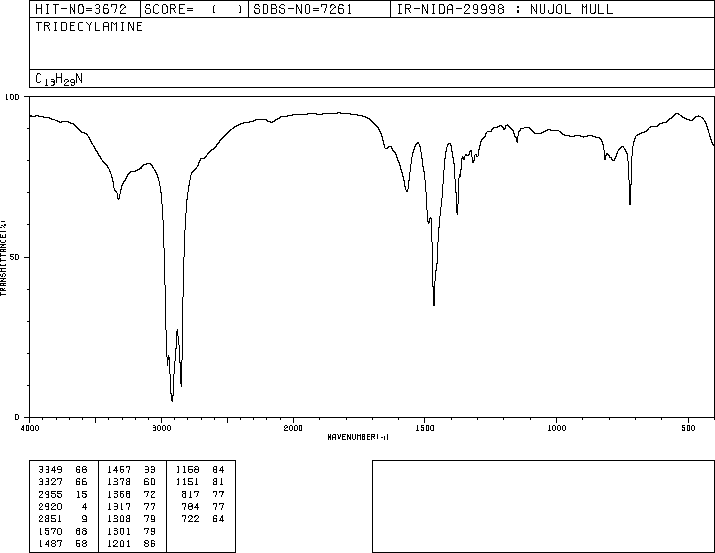 HIT-NO=3672 SCORE= ( ) SDBS-NO=7261 IR-NIDA-29998 : NUJOL MULL
TRIDECYLAMINE
C13H29N
100
50
0
TRANSMITTANCE(%)
4000 3000 2000 1500 1000 500
WAVENUMBER(-1)
3349 68 1467 33 1168 84
3327 66 1378 60 1151 81
2955 15 1368 72 817 77
2920 4 1317 77 784 77
2851 9 1308 79 722 64
1570 68 1301 79
1487 58 1201 86